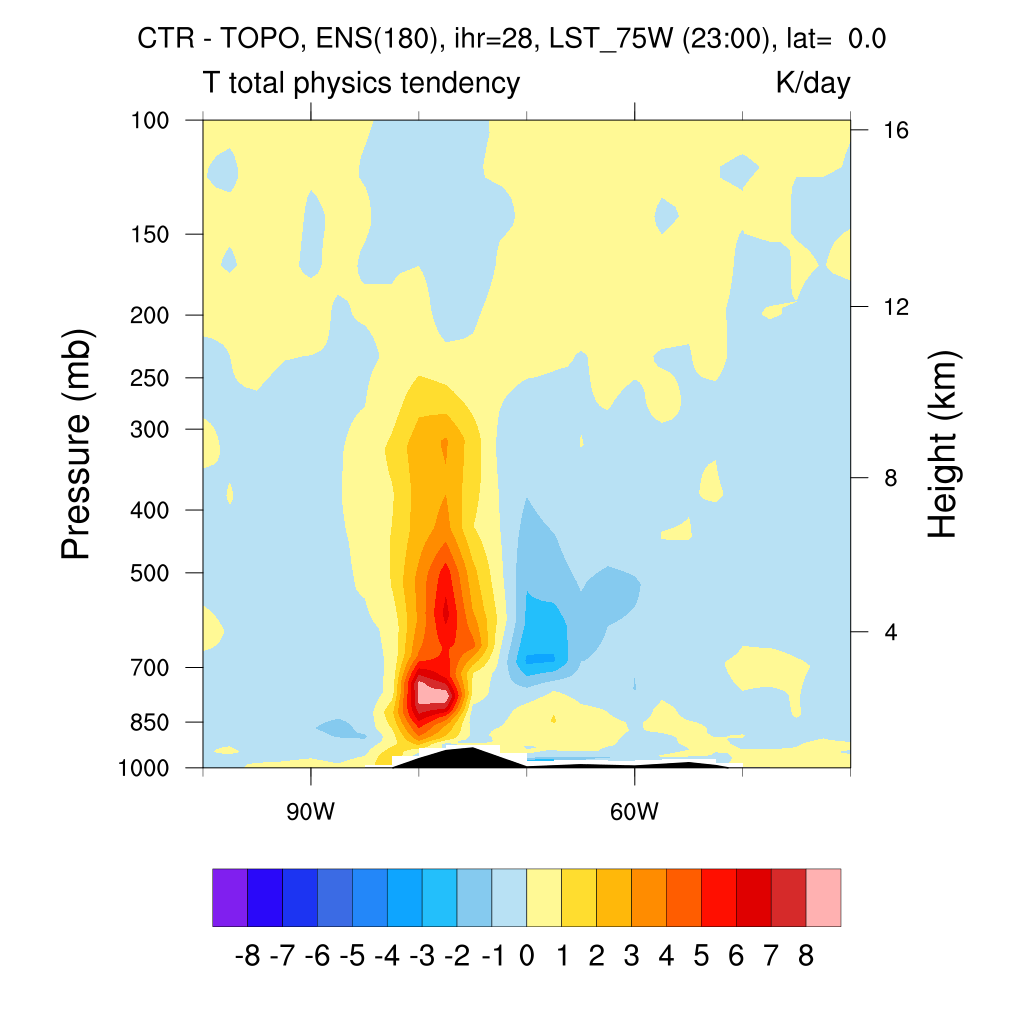 CTR - TOPO, ENS(180), ihr=28, LST_75W (23:00), lat=  0.0
T total physics tendency K/day
100
150
200
250
300
400
500
700
850
1000
Pressure (mb)
16
12
8
4
Height (km)
90W 60W
-8 -7 -6 -5 -4 -3 -2 -1 0 1 2 3 4 5 6 7 8